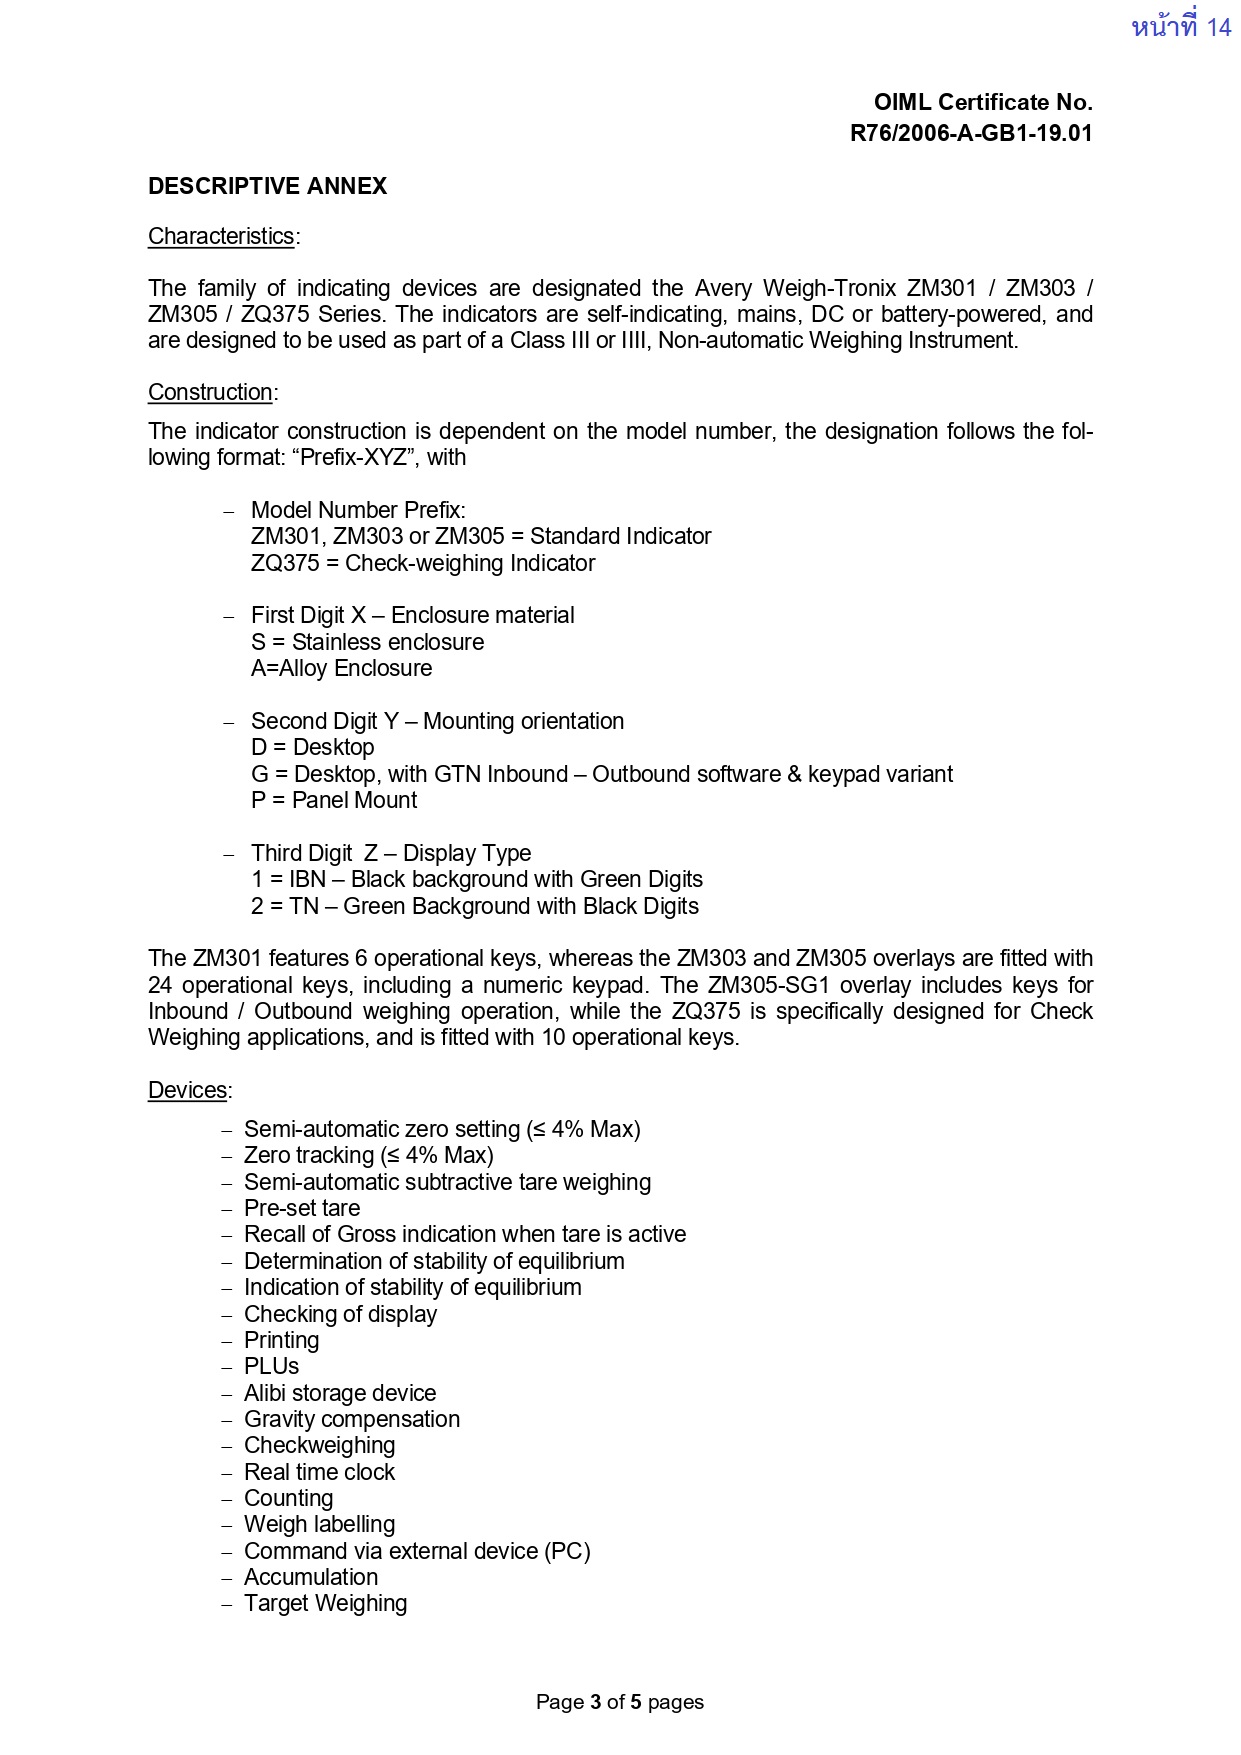 หน้าที่ 14
OIML Certificate No.
R76/2006-A-GB1-19.01
DESCRIPTIVE ANNEX
Characteristics:
The family of indicating devices are designated the Avery Weigh-Tronix ZM301 / ZM303 /
ZM305 / ZQ375 Series. The indicators are self-indicating, mains, DC or battery-powered, and
are designed to be used as part of a Class III or IIII, Non-automatic Weighing Instrument.
Construction:
The indicator construction is dependent on the model number, the designation follows the fol-
lowing format: “Prefix-XYZ”, with
– Model Number Prefix:
ZM301, ZM303 or ZM305 = Standard Indicator
ZQ375 = Check-weighing Indicator
– First Digit X – Enclosure material
S = Stainless enclosure
A=Alloy Enclosure
– Second Digit Y – Mounting orientation
D = Desktop
G = Desktop, with GTN Inbound – Outbound software & keypad variant
P = Panel Mount
– Third Digit Z – Display Type
1 = IBN – Black background with Green Digits
2 = TN – Green Background with Black Digits
The ZM301 features 6 operational keys, whereas the ZM303 and ZM305 overlays are fitted with
24 operational keys, including a numeric keypad. The ZM305-SG1 overlay includes keys for
Inbound / Outbound weighing operation, while the ZQ375 is specifically designed for Check
Weighing applications, and is fitted with 10 operational keys.
Devices:
– Semi-automatic zero setting (≤ 4% Max)
– Zero tracking (≤ 4% Max)
– Semi-automatic subtractive tare weighing
– Pre-set tare
– Recall of Gross indication when tare is active
– Determination of stability of equilibrium
– Indication of stability of equilibrium
– Checking of display
– Printing
– PLUs
– Alibi storage device
– Gravity compensation
– Checkweighing
– Real time clock
– Counting
– Weigh labelling
– Command via external device (PC)
– Accumulation
– Target Weighing
Page 3 of 5 pages